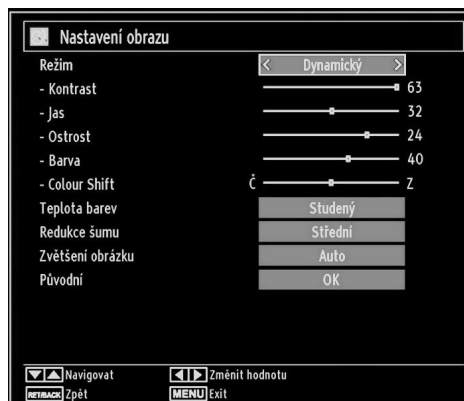 Nastavení obrazu
Režim < Dynamický >
- Kontrast 63
- Jas 32
- Ostrost 24
- Barva 40
- Colour Shift Č Z
Teplota barev Studený
Redukce šumu Střední
Zvětšení obrázku Auto
Původní OK
Navigovat Změnit hodnotu
RET/BACK Zpět MENU Exit